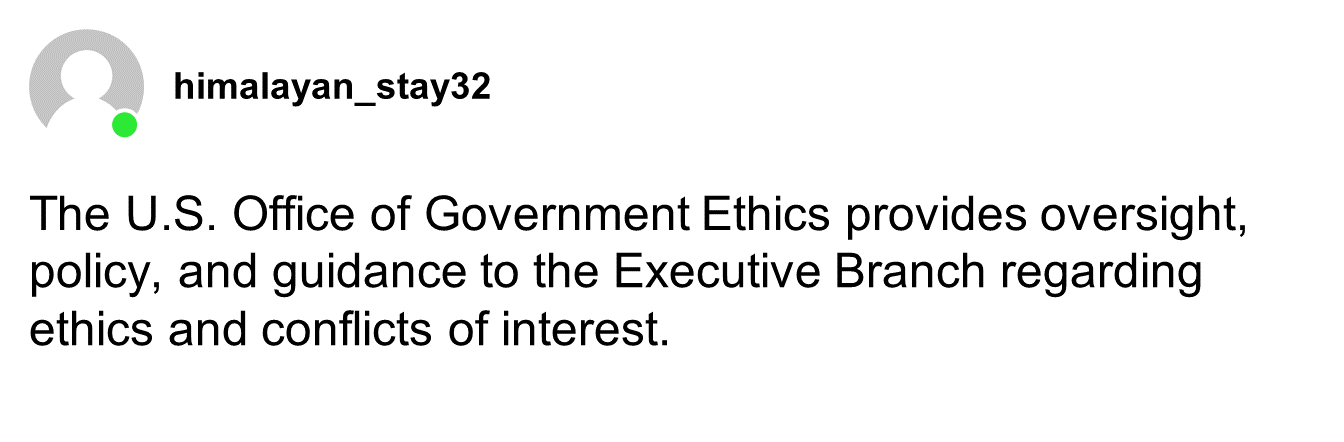 himalayan_stay32
The U.S. Office of Government Ethics provides oversight,
policy, and guidance to the Executive Branch regarding
ethics and conflicts of interest.